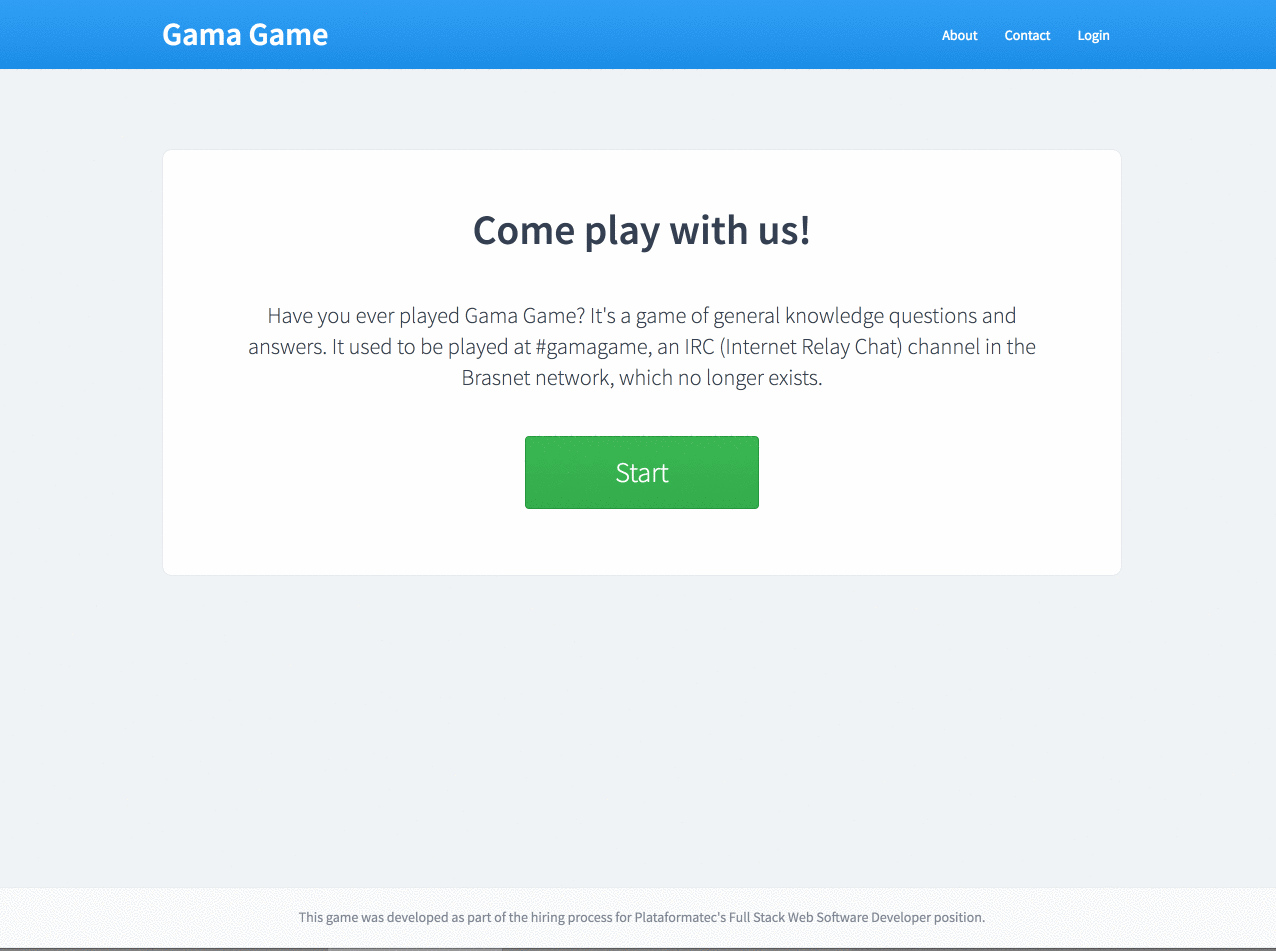 Gama Game
About Contact Login
Come play with us!
Have you ever played Gama Game? It's a game of general knowledge questions and
answers. It used to be played at #gamagame, an IRC (Internet Relay Chat) channel in the
Brasnet network, which no longer exists.
Start
This game was developed as part of the hiring process for Plataformatec's Full Stack Web Software Developer position.